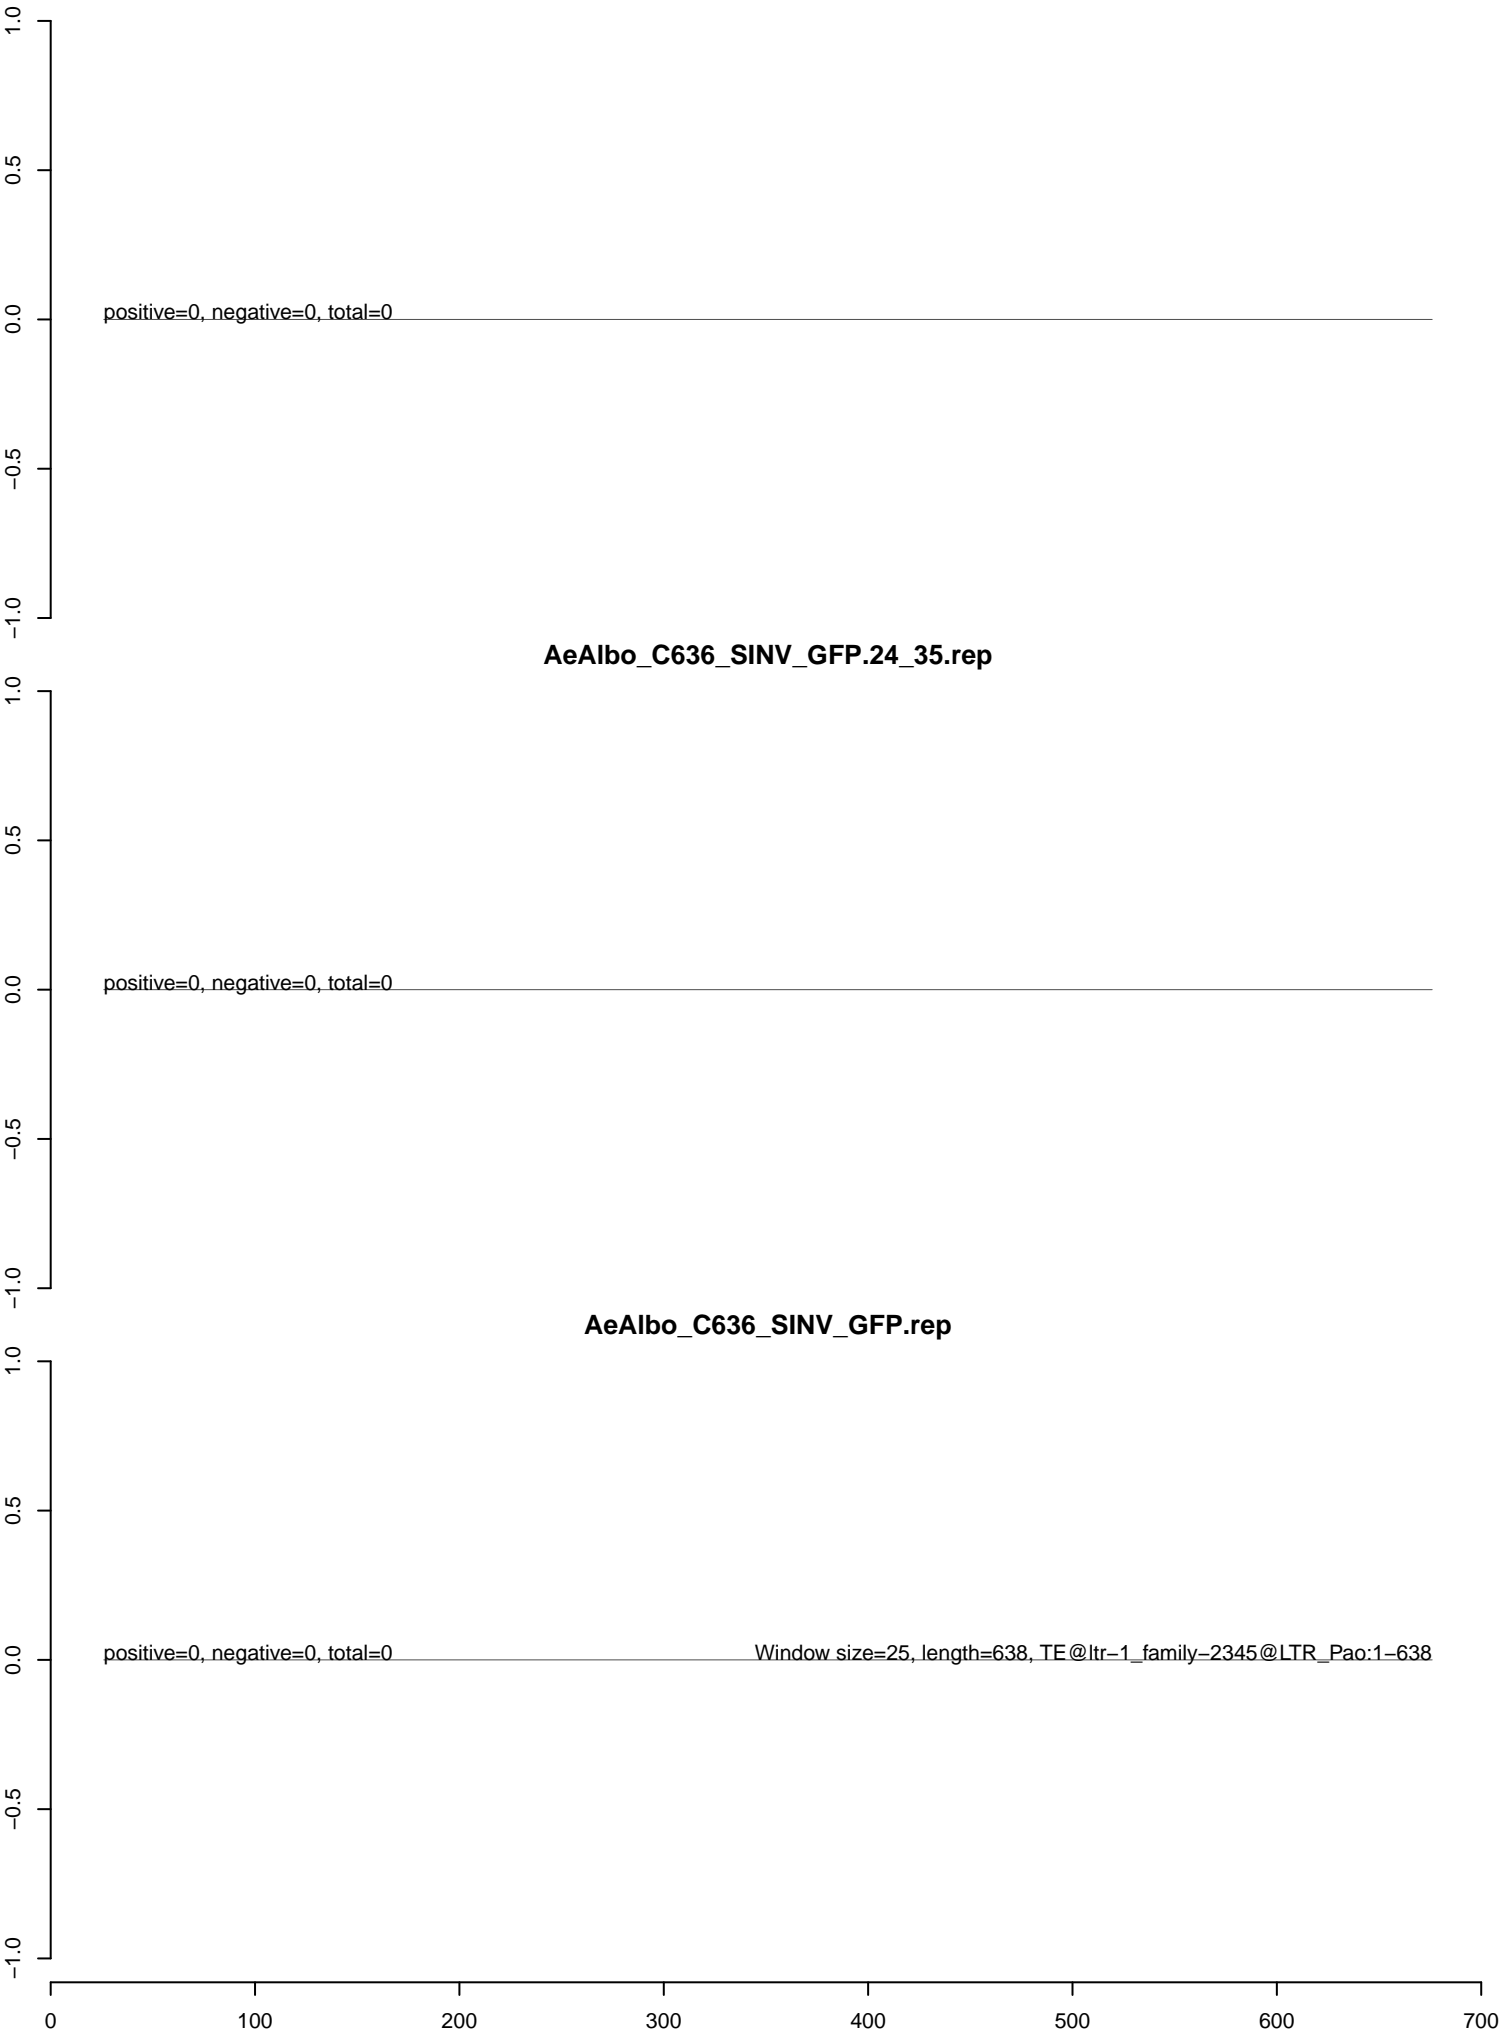 1.0
0.5
0.0
−0.5
−1.0
positive=0, negative=0, total=0
AeAlbo_C636_SINV_GFP.24_35.rep
1.0
0.5
0.0
−0.5
−1.0
positive=0, negative=0, total=0
AeAlbo_C636_SINV_GFP.rep
1.0
0.5
0.0
−0.5
−1.0
positive=0, negative=0, total=0
Window size=25, length=638, TE@ltr−1_family−2345@LTR_Pao:1−638
0 100 200 300 400 500 600 700